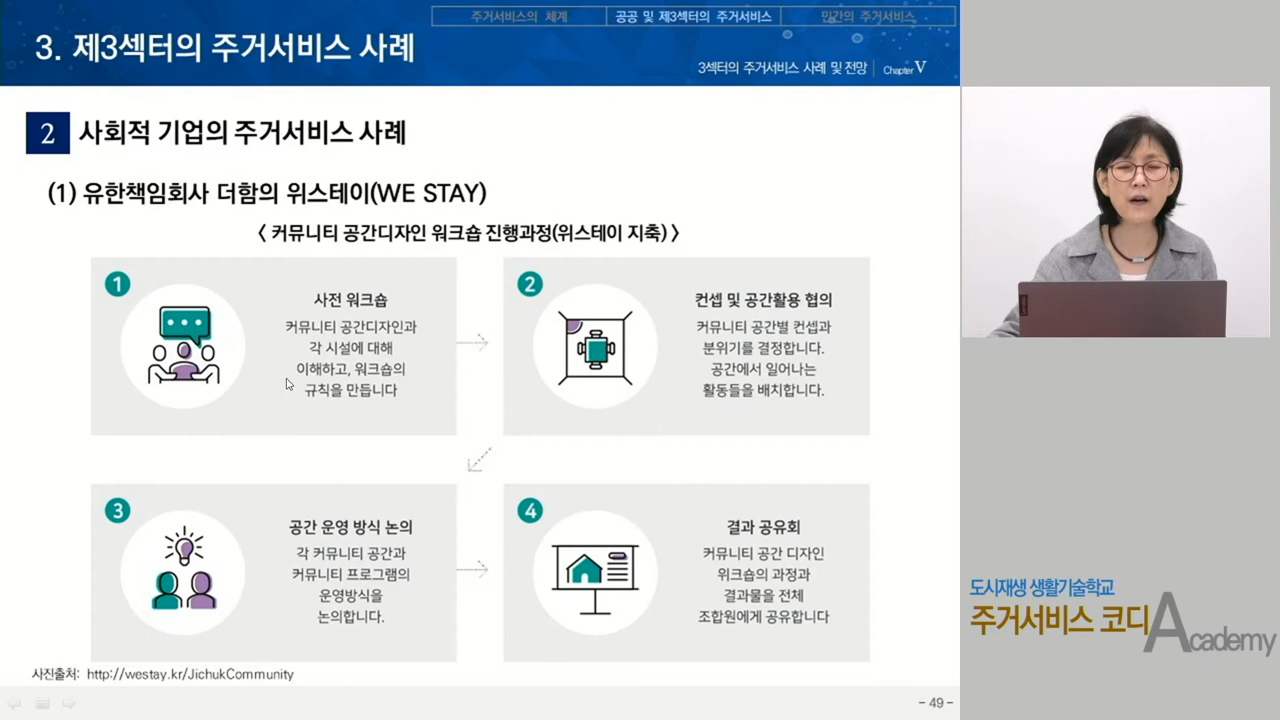 주거서비스의 체계
공공 및 제3섹터의 주거서비스
민간의 주거서비스
3. 제3섹터의 주거서비스 사례
3섹터의 주거서비스 사례 및 전망
Chapter V
2 사회적 기업의 주거서비스 사례
(1) 유한책임회사 더함의 위스테이(WE STAY)
< 커뮤니티 공간디자인 워크숍 진행과정(위스테이 지축) >
1
사전 워크숍
커뮤니티 공간디자인과
각 시설에 대해
이해하고, 워크숍의
규칙을 만듭니다
2
컨셉 및 공간활용 협의
커뮤니티 공간별 컨셉과
분위기를 결정합니다.
공간에서 일어나는
활동들을 배치합니다.
3
공간 운영 방식 논의
각 커뮤니티 공간과
커뮤니티 프로그램의
운영방식을
논의합니다.
4
결과 공유회
커뮤니티 공간 디자인
워크숍의 과정과
결과물을 전체
조합원에게 공유합니다
사진출처: http://westay.kr/JichukCommunity
- 49 -
도시재생 생활기술학교
주거서비스 코디
Academy